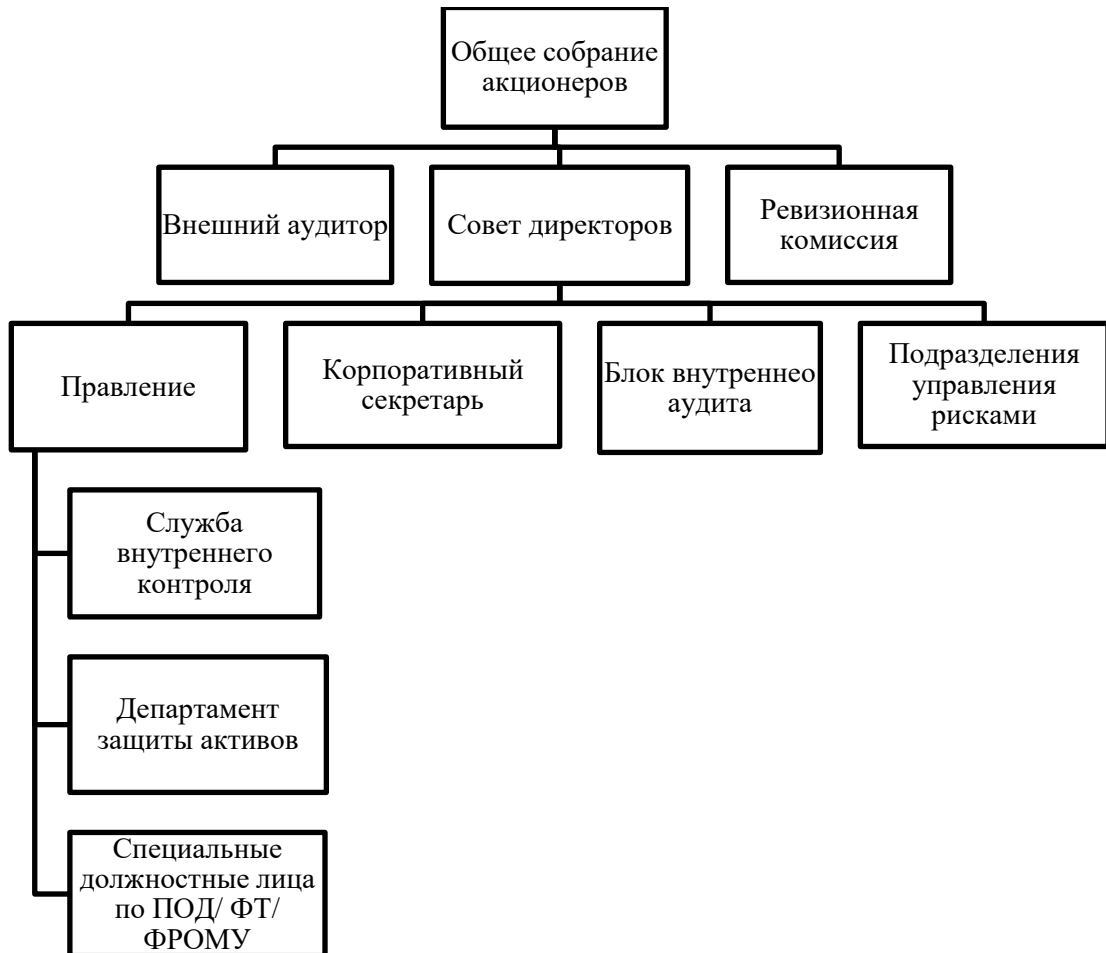 Общее собрание
акционеров
Внешний аудитор
Совет директоров
Ревизионная
комиссия
Правление
Корпоративный
секретарь
Блок внутреннео
аудита
Подразделения
управления
рисками
Служба
внутреннего
контроля
Департамент
защиты активов
Специальные
должностные лица
по ПОД/ ФТ/
ФРОМУ